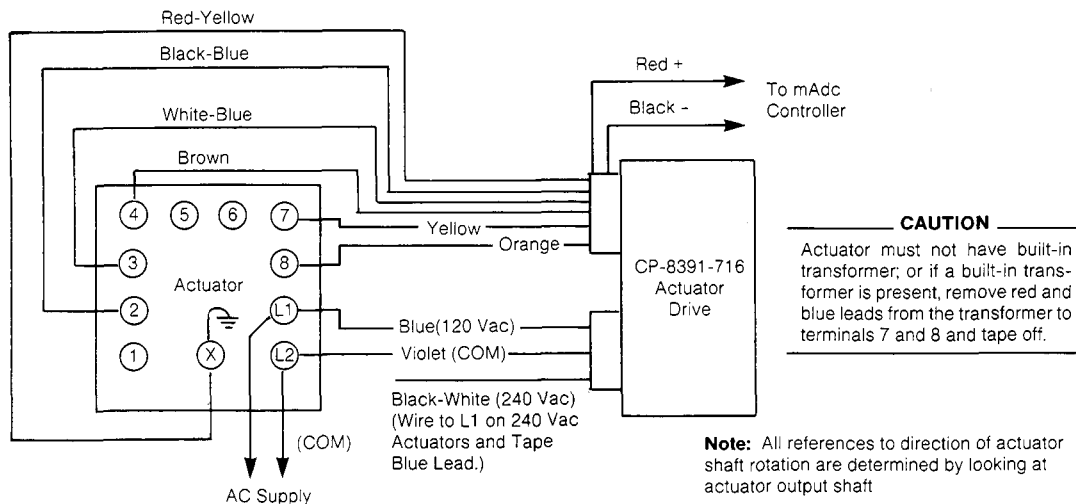 Red-Yellow
Black-Blue
White-Blue
Brown
Red +
Black -
To mAdc
Controller
4
5
6
7
3
8
Actuator
2
L1
1
X
L2
Yellow
Orange
Blue(120 Vac)
Violet (COM)
Black-White (240 Vac)
(Wire to L1 on 240 Vac
Actuators and Tape
Blue Lead.)
(COM)
AC Supply
CP-8391-716
Actuator
Drive
CAUTION
Actuator must not have built-in
transformer; or if a built-in trans-
former is present, remove red and
blue leads from the transformer to
terminals 7 and 8 and tape off.
Note: All references to direction of actuator
shaft rotation are determined by looking at
actuator output shaft